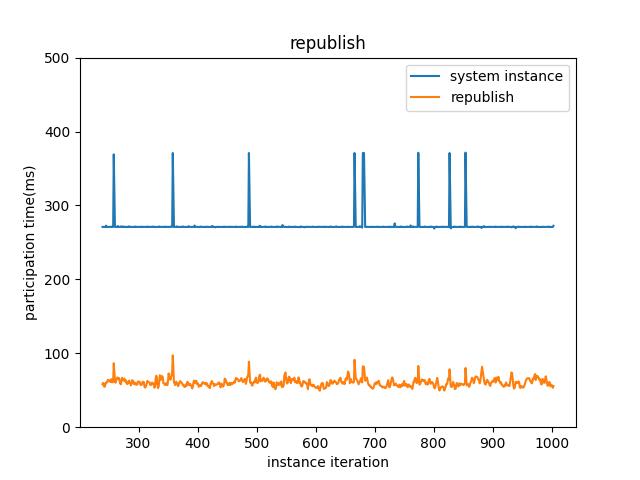 republish
500
400
300
200
100
0
participation time(ms)
system instance
republish
300 400 500 600 700 800 900 1000
instance iteration